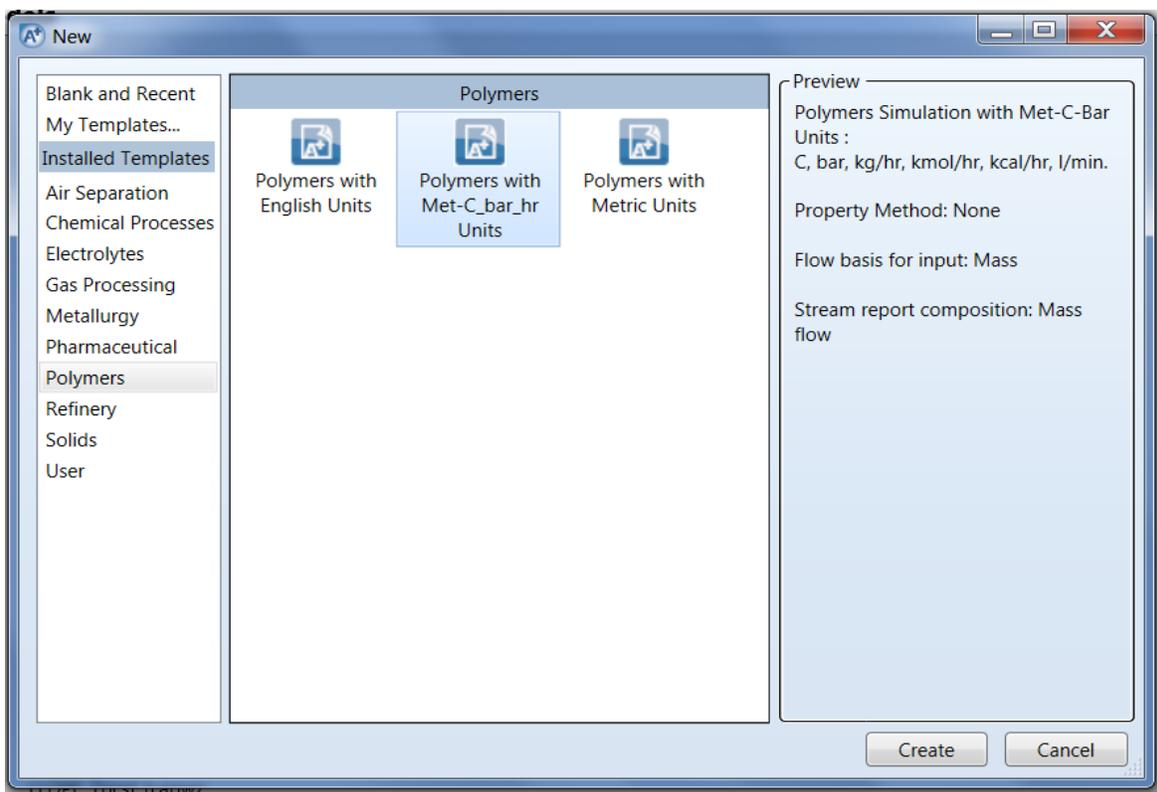 New
Blank and Recent
My Templates...
Installed Templates
Air Separation
Chemical Processes
Electrolytes
Gas Processing
Metallurgy
Pharmaceutical
Polymers
Refinery
Solids
User
Polymers
Polymers with
English Units
Polymers with
Met-C_bar_hr
Units
Polymers with
Metric Units
Preview
Polymers Simulation with Met-C-Bar
Units :
C, bar, kg/hr, kmol/hr, kcal/hr, l/min.
Property Method: None
Flow basis for input: Mass
Stream report composition: Mass
flow
Create
Cancel